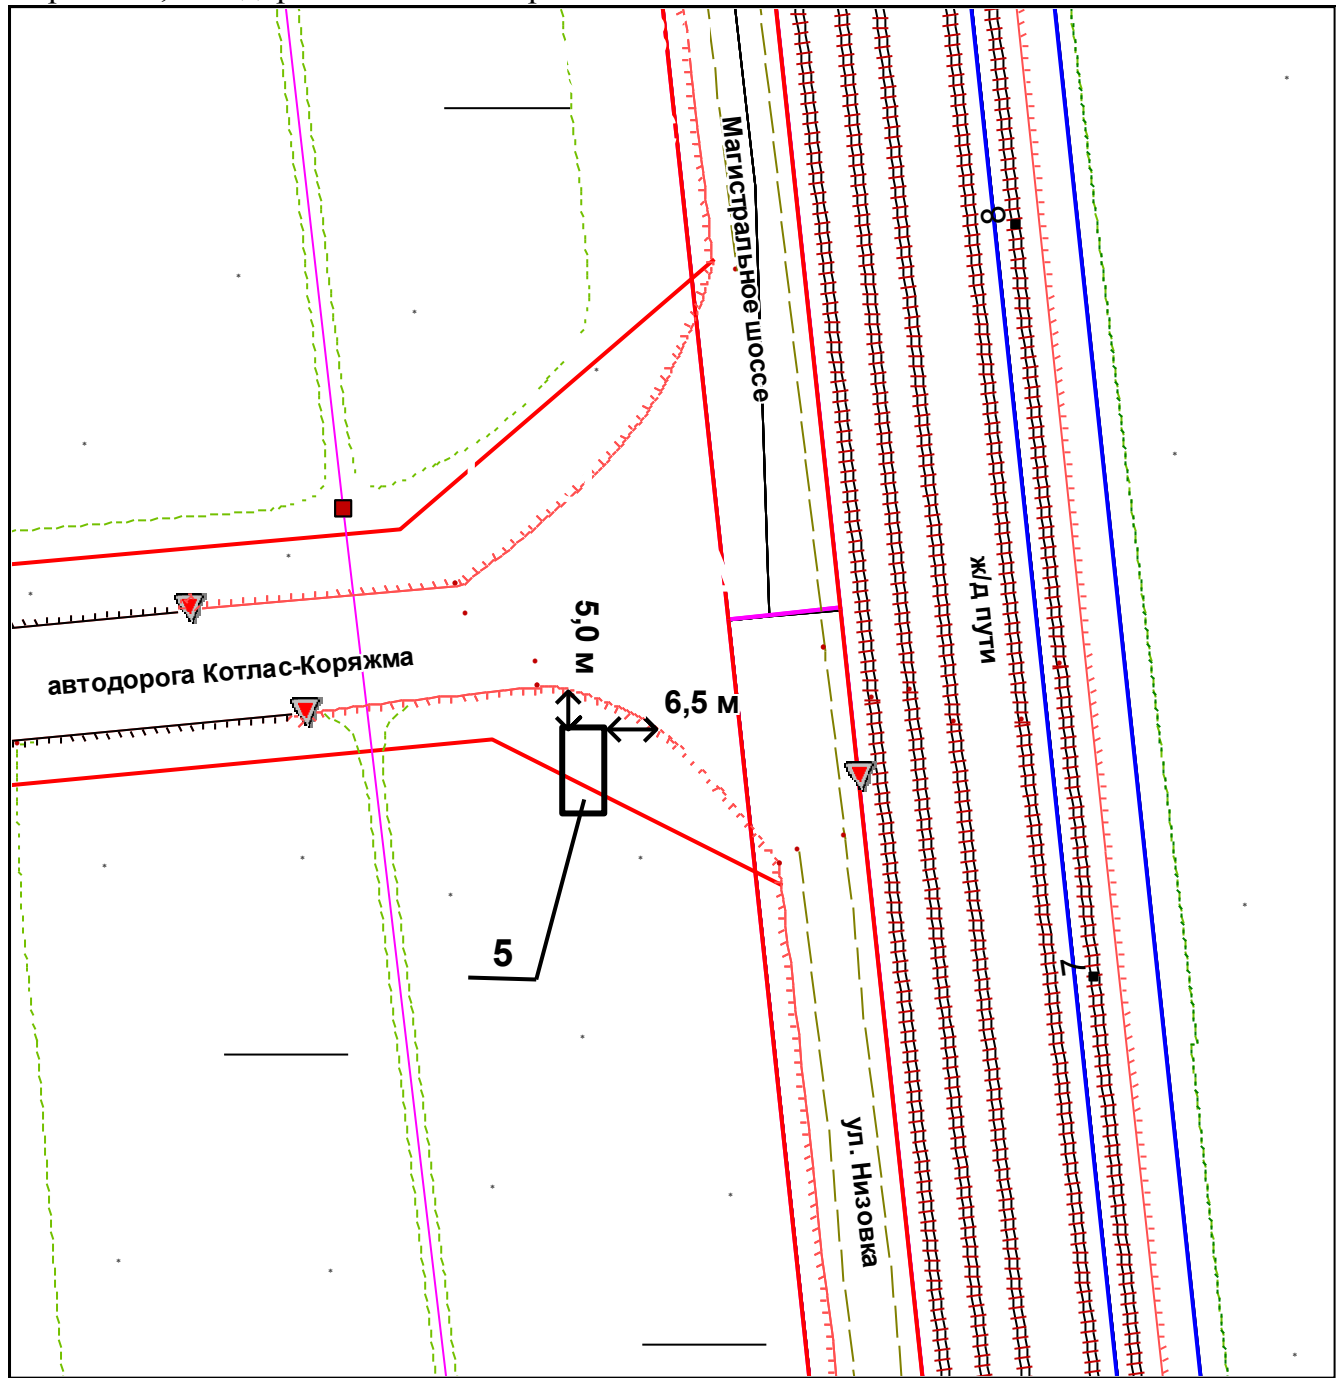 Магистральное шоссе
8
ж/д пути
5,0 м
автодорога Котлас-Коряжма
6,5 м
5
7
ул. Низовка